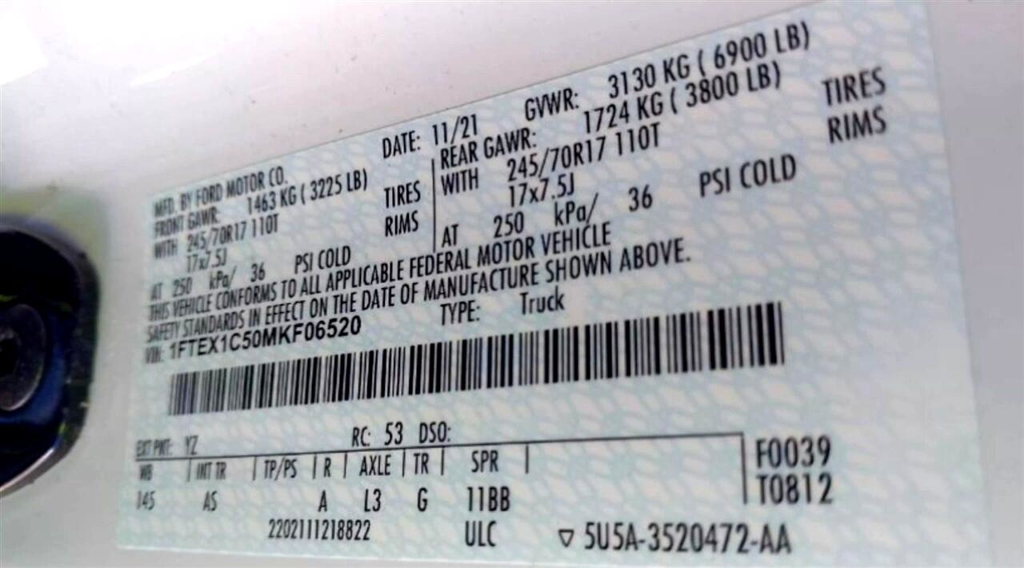 MFD. BY FORD MOTOR CO.
DATE: 11/21
GVWR: 3130 KG ( 6900 LB)
FRONT GAWR: 1463 KG ( 3225 LB)
WITH 245/70R17 110T TIRES
17x7.5J RIMS
AT 250 kPa/ 36 PSI COLD
REAR GAWR: 1724 KG ( 3800 LB)
WITH 245/70R17 110T TIRES
17x7.5J RIMS
AT 250 kPa/ 36 PSI COLD
THIS VEHICLE CONFORMS TO ALL APPLICABLE FEDERAL MOTOR VEHICLE
SAFETY STANDARDS IN EFFECT ON THE DATE OF MANUFACTURE SHOWN ABOVE.
VIN: 1FTEX1C50MKF06520
TYPE: Truck
EXT PNT: YZ RC: 53 DSO:
WB INT TR TP/PS R AXLE TR SPR
145 AS A L3 G 11BB
F0039
T0812
2202111218822 ULC ▽ 5U5A-3520472-AA